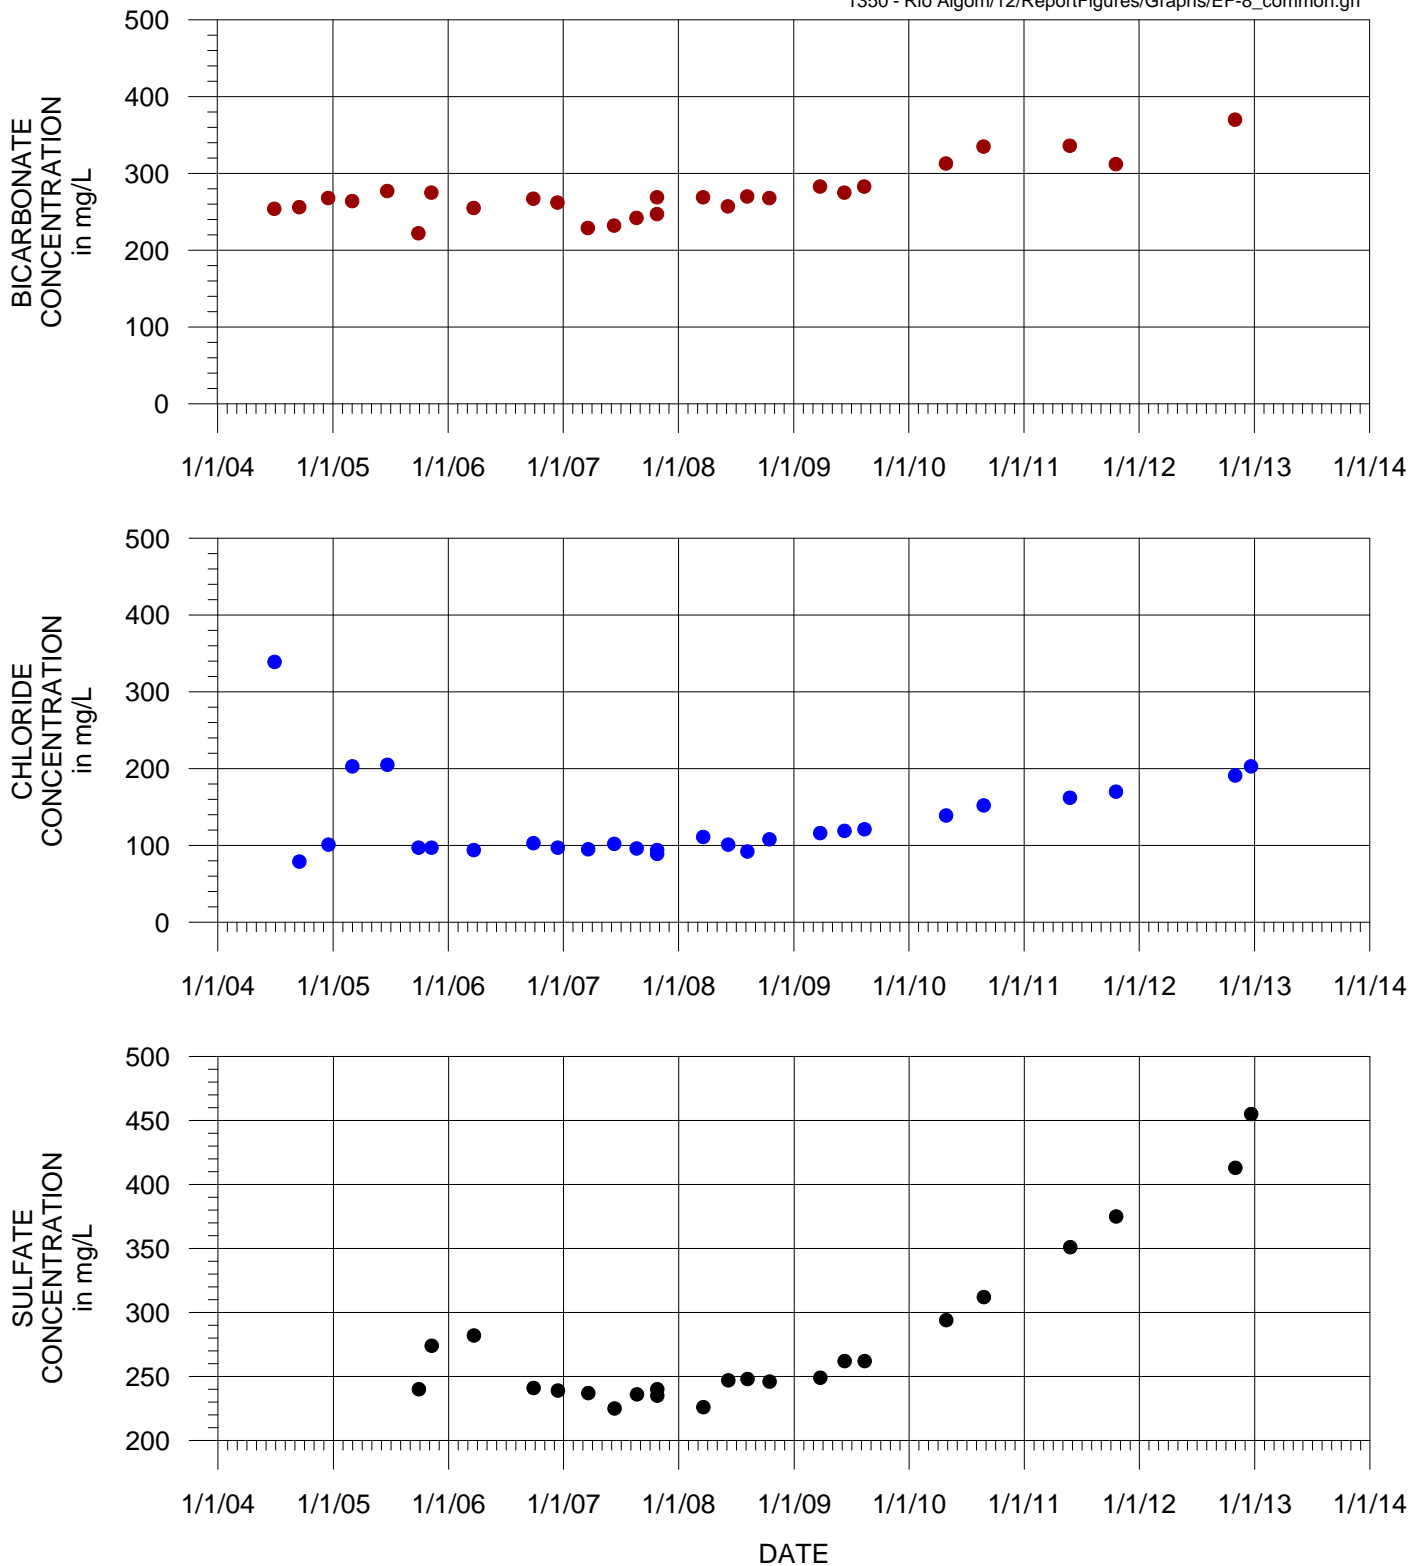 1350 - Rio Algom/12/ReportFigures/Graphs/EF-8_common.grf
500
400
300
200
100
0
BICARBONATE
CONCENTRATION
in mg/L
1/1/04 1/1/05 1/1/06 1/1/07 1/1/08 1/1/09 1/1/10 1/1/11 1/1/12 1/1/13 1/1/14
500
400
300
200
100
0
CHLORIDE
CONCENTRATION
in mg/L
1/1/04 1/1/05 1/1/06 1/1/07 1/1/08 1/1/09 1/1/10 1/1/11 1/1/12 1/1/13 1/1/14
500
450
400
350
300
250
200
SULFATE
CONCENTRATION
in mg/L
1/1/04 1/1/05 1/1/06 1/1/07 1/1/08 1/1/09 1/1/10 1/1/11 1/1/12 1/1/13 1/1/14
DATE